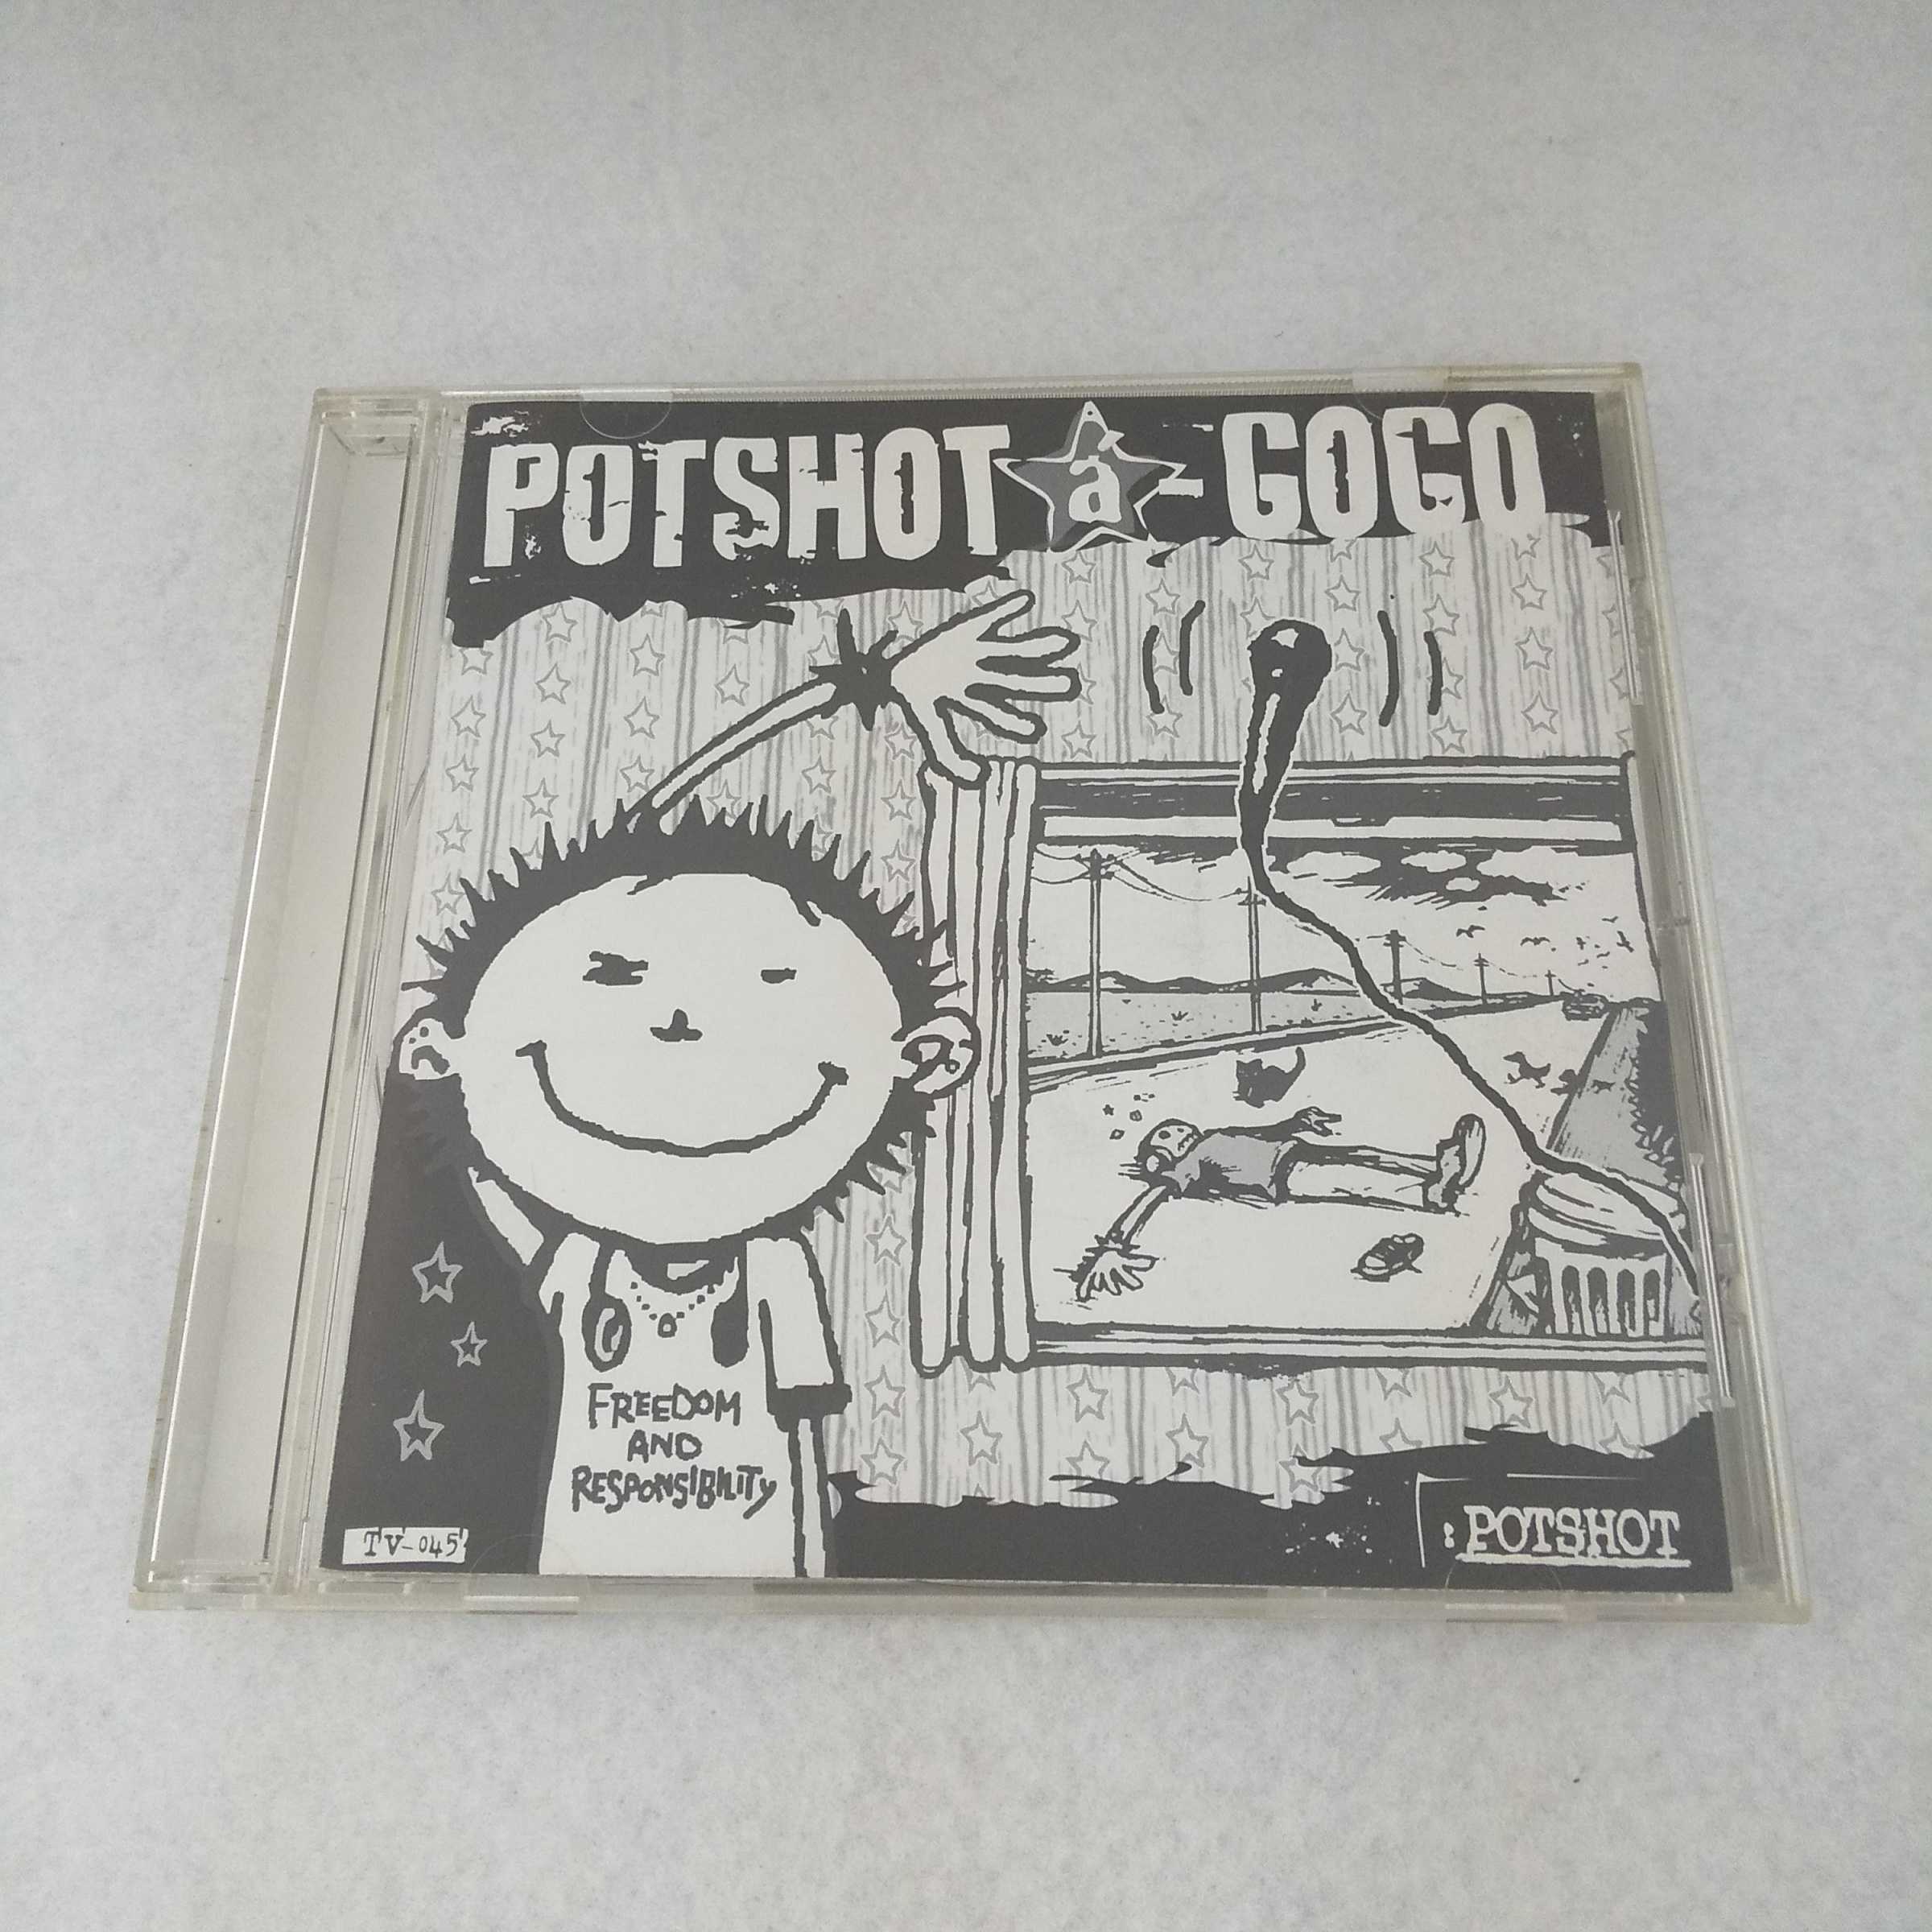 POTSHOT à-GOGO
FREEDOM
AND
RESPONSIBILITY
TV-045
:POTSHOT